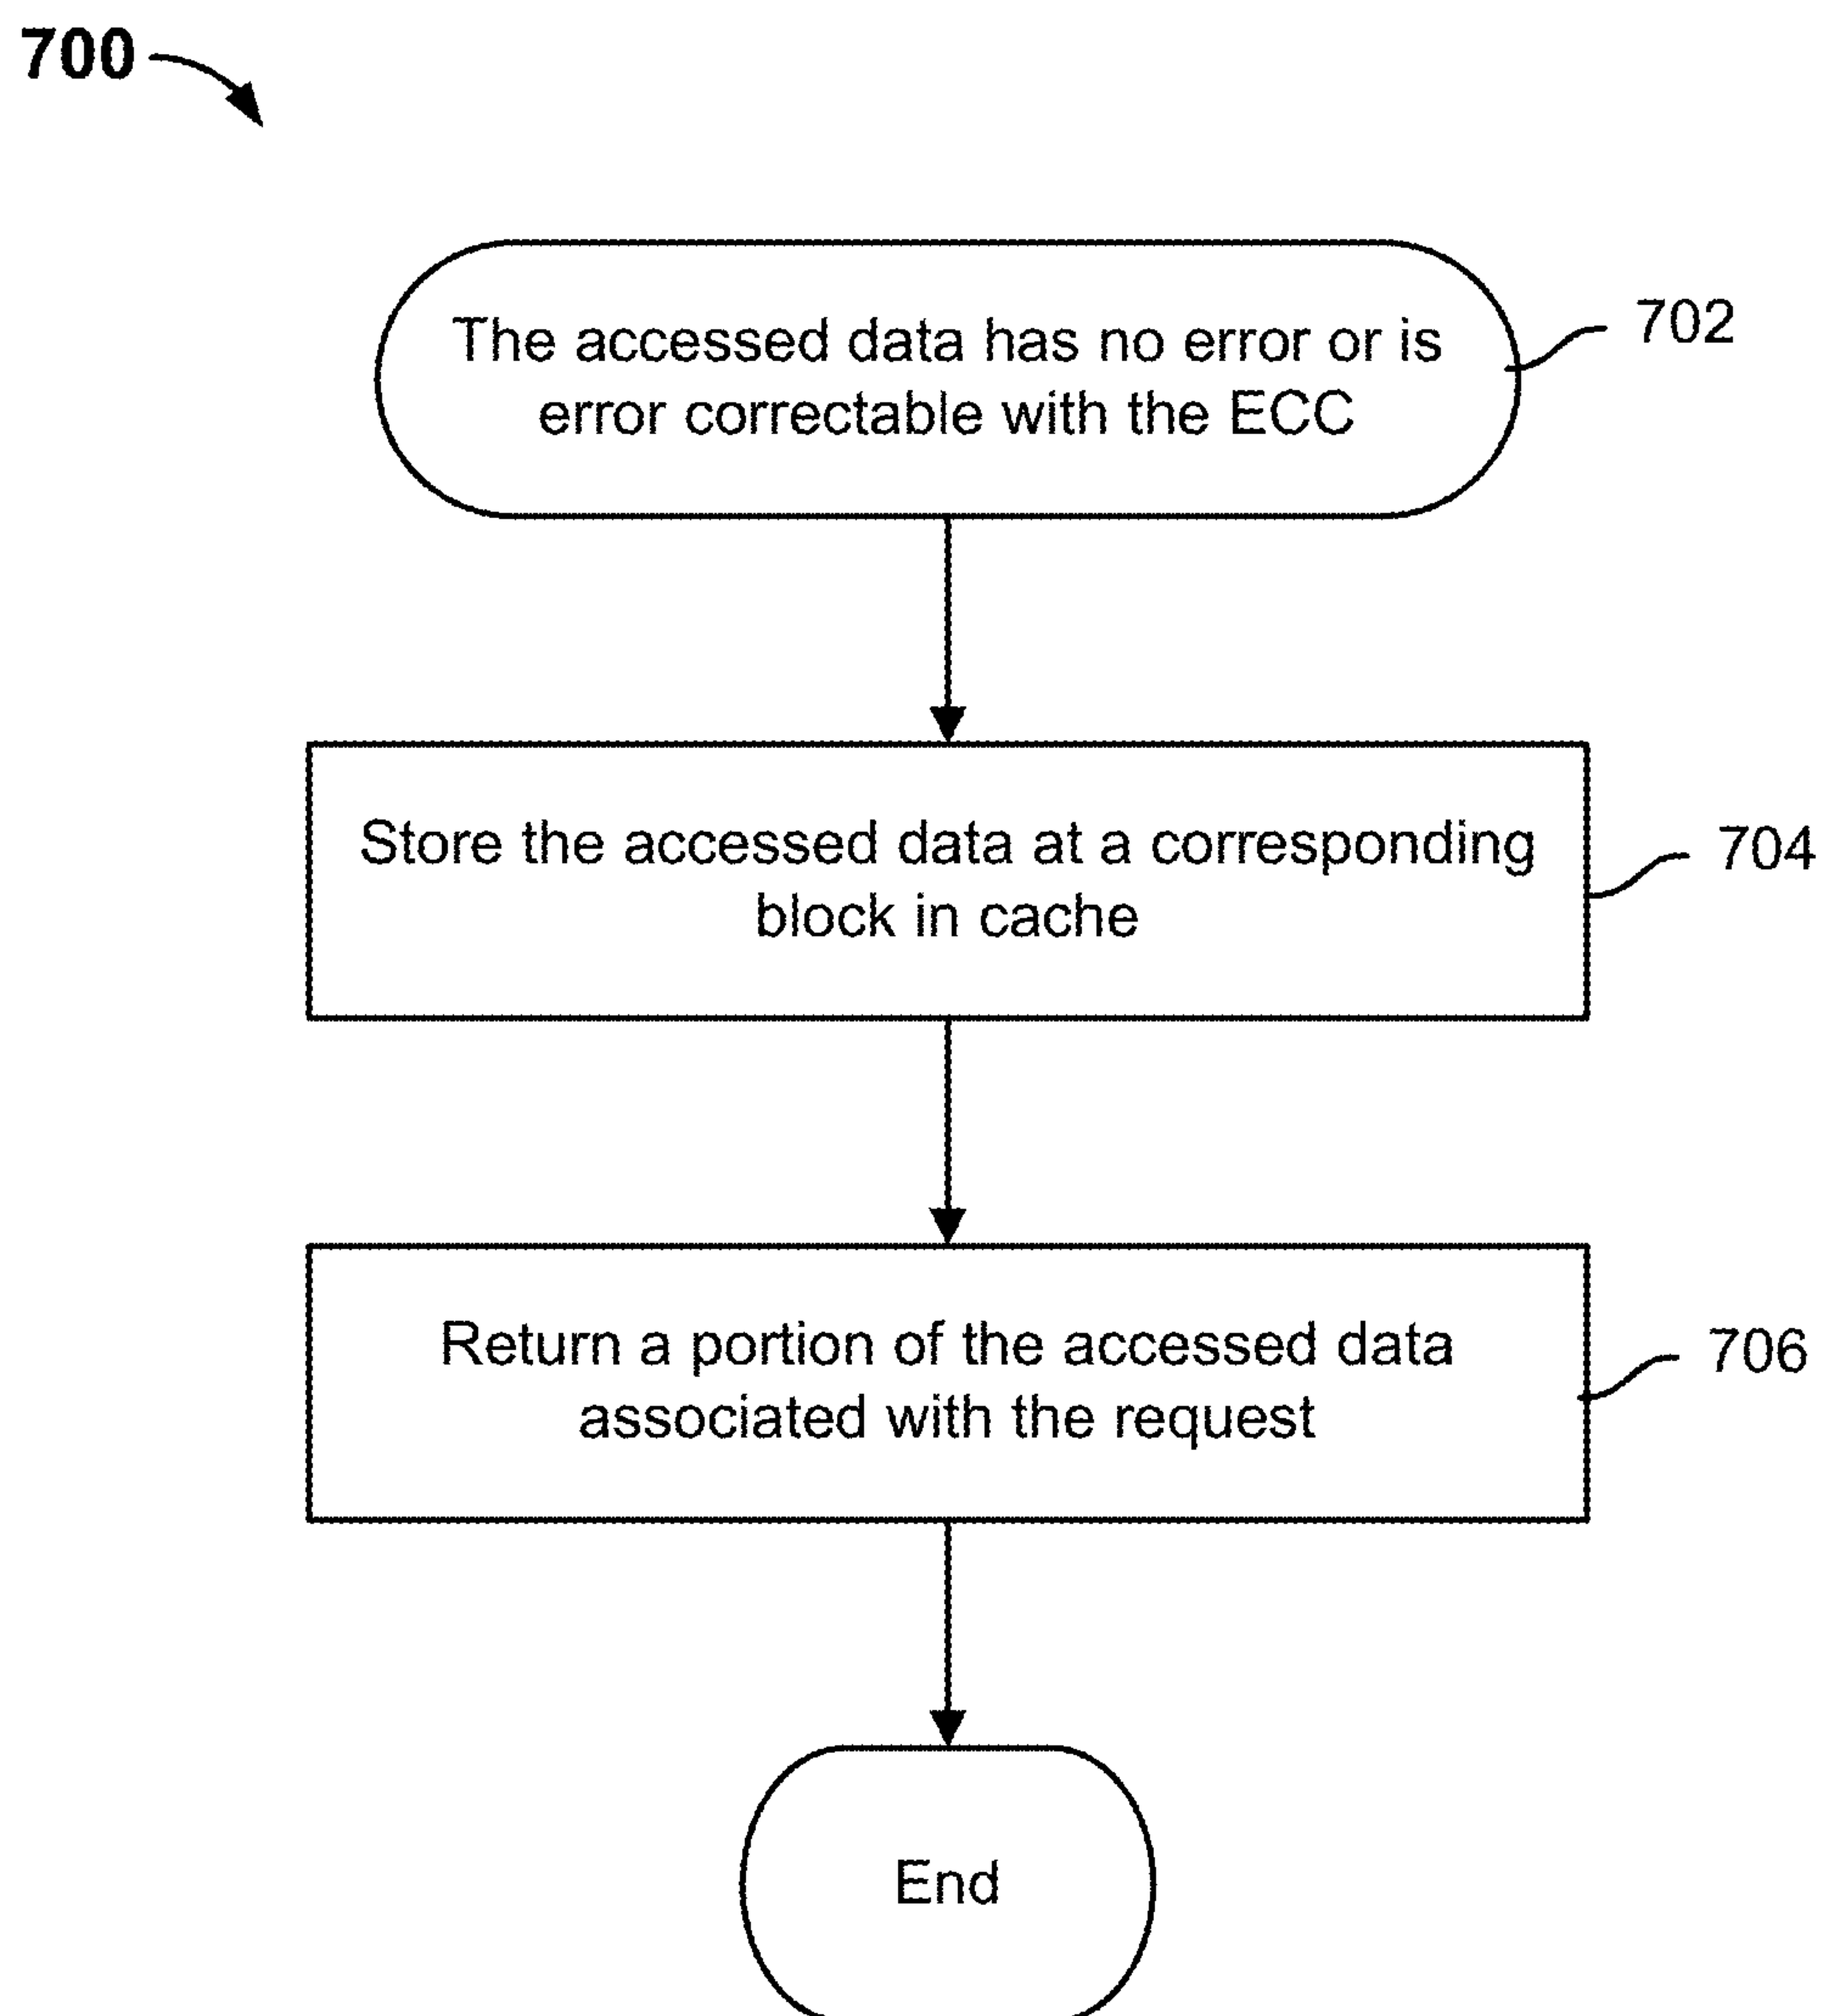 700
The accessed data has no error or is
error correctable with the ECC
702
Store the accessed data at a corresponding
block in cache
704
Return a portion of the accessed data
associated with the request
706
End